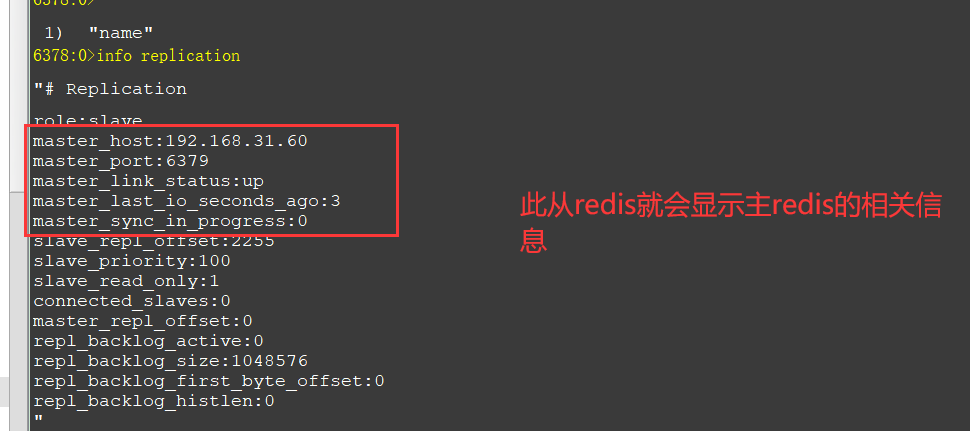 6378:0>
1) "name"
6378:0>info replication
"# Replication
role:slave
master_host:192.168.31.60
master_port:6379
master_link_status:up
master_last_io_seconds_ago:3
master_sync_in_progress:0
slave_repl_offset:2255
slave_priority:100
slave_read_only:1
connected_slaves:0
master_repl_offset:0
repl_backlog_active:0
repl_backlog_size:1048576
repl_backlog_first_byte_offset:0
repl_backlog_histlen:0
"
此从redis就会显示主redis的相关信
息